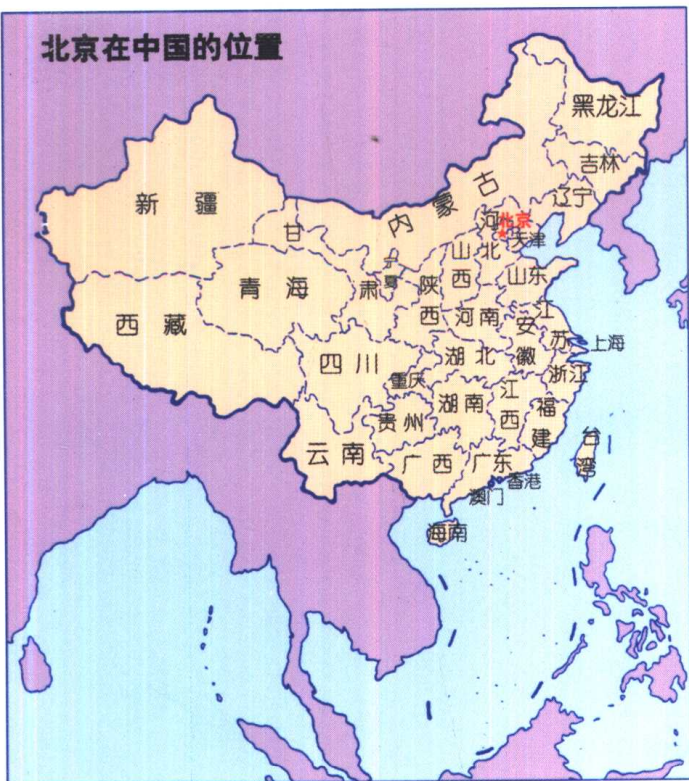 北京在中国的位置
黑龙江
吉林
辽宁
内蒙古
新疆
甘肃
北京
天津
河北
山西
山东
宁夏
青海
陕西
西藏
河南
江苏
安徽
上海
四川
湖北
浙江
重庆
湖南
江西
福建
贵州
云南
广西
广东
台湾
香港
澳门
海南